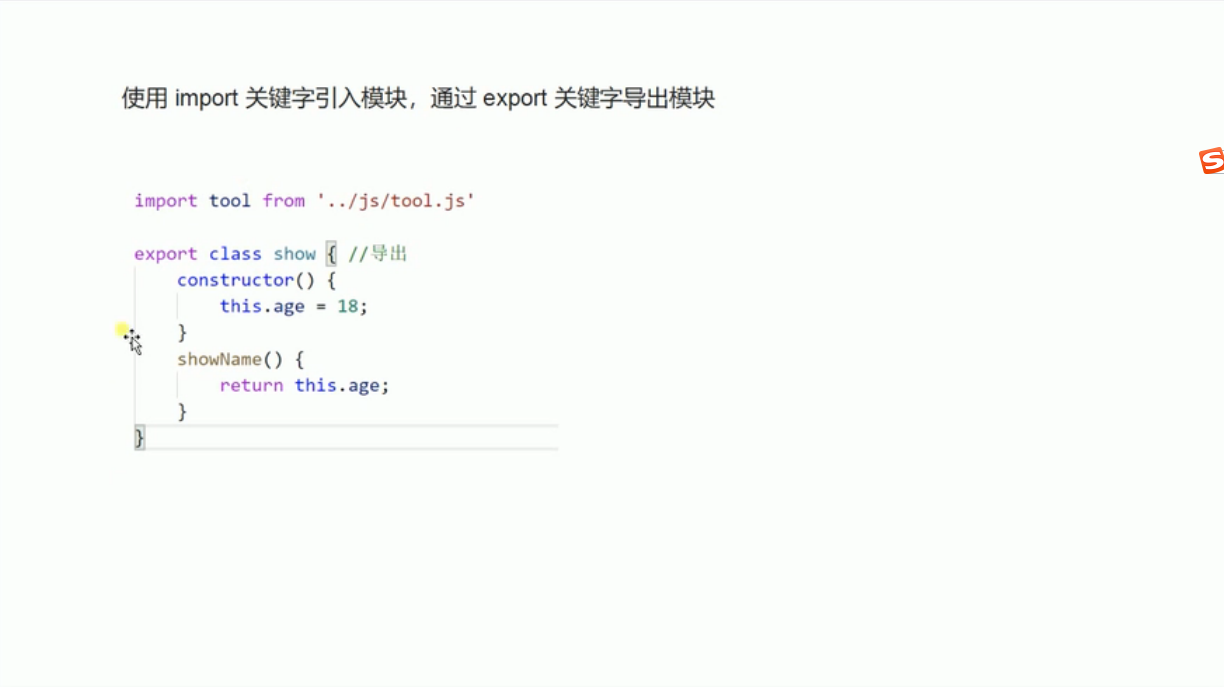 使用 import 关键字引入模块，通过 export 关键字导出模块
import tool from '../js/tool.js'
export class show { //导出
constructor() {
this.age = 18;
}
showName() {
return this.age;
}
}
S